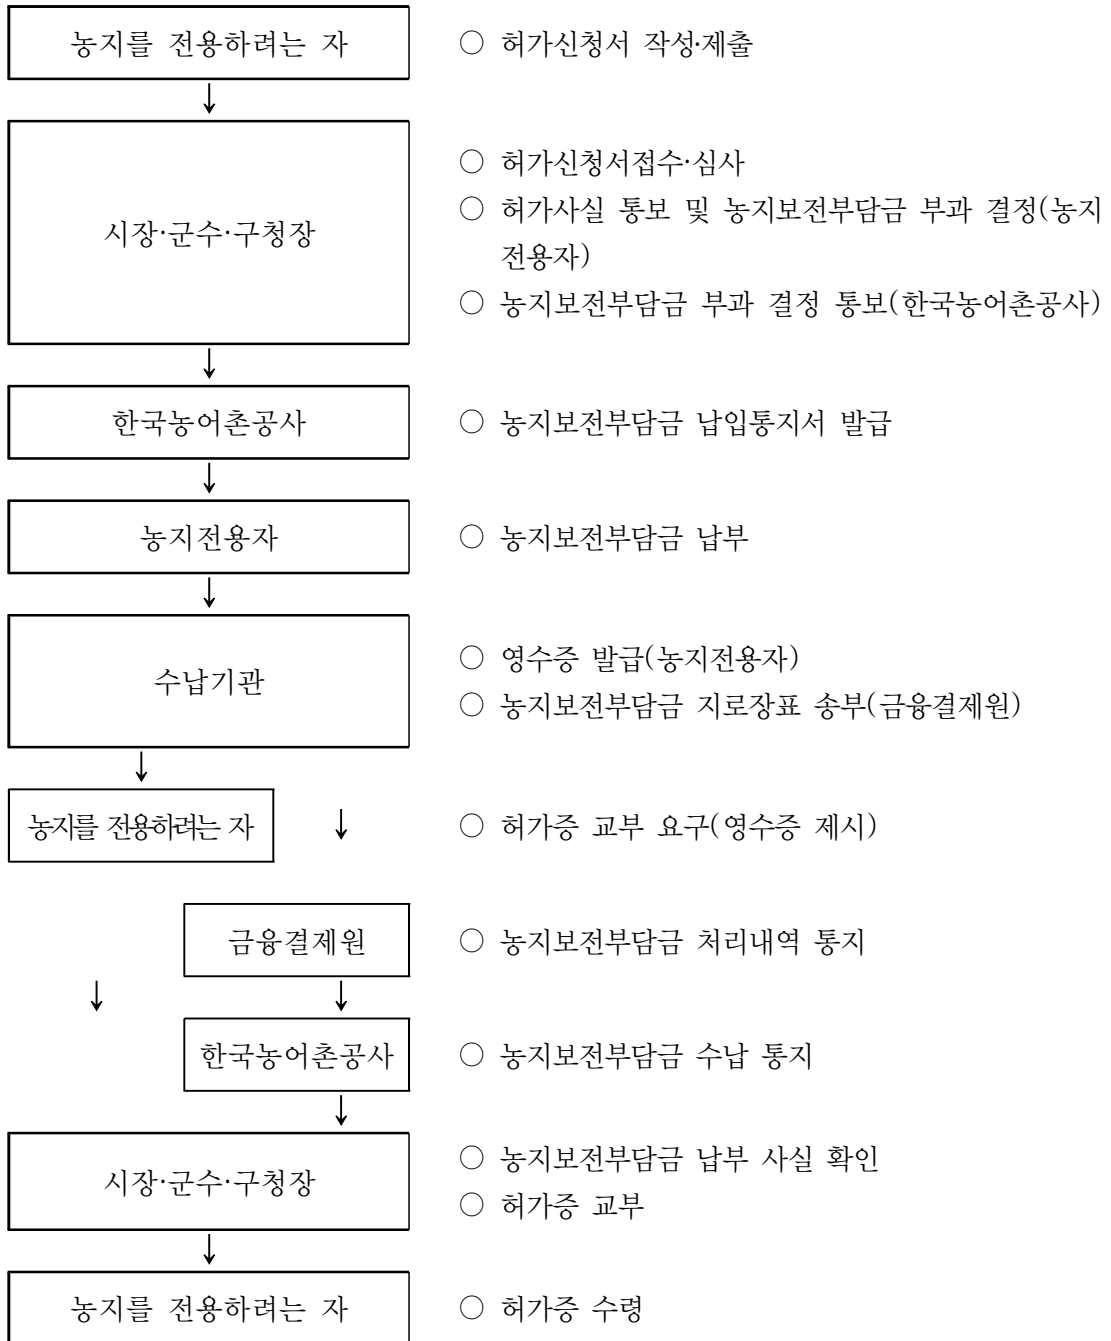 농지를 전용하려는 자
○ 허가신청서 작성·제출
↓
시장·군수·구청장
○ 허가신청서접수·심사
○ 허가사실 통보 및 농지보전부담금 부과 결정(농지
전용자)
○ 농지보전부담금 부과 결정 통보(한국농어촌공사)
↓
한국농어촌공사
○ 농지보전부담금 납입통지서 발급
↓
농지전용자
○ 농지보전부담금 납부
↓
수납기관
○ 영수증 발급(농지전용자)
○ 농지보전부담금 지로장표 송부(금융결제원)
↓
농지를 전용하려는 자
↓
○ 허가증 교부 요구(영수증 제시)
금융결제원
○ 농지보전부담금 처리내역 통지
↓ ↓
한국농어촌공사
○ 농지보전부담금 수납 통지
↓
시장·군수·구청장
○ 농지보전부담금 납부 사실 확인
○ 허가증 교부
↓
농지를 전용하려는 자
○ 허가증 수령